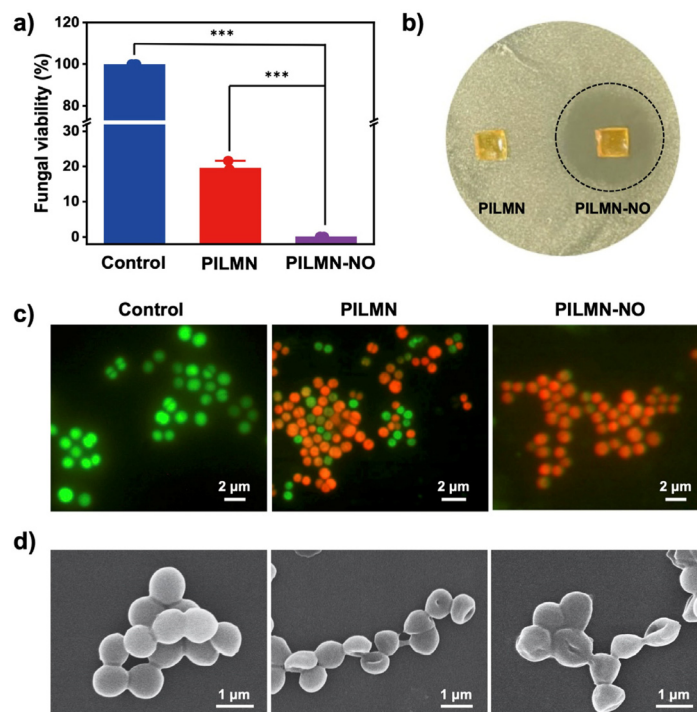 a)
Fungal viability (%)
100
80
30
20
10
0
***
***
Control
PILMN
PILMN-NO
b)
PILMN
PILMN-NO
c)
Control
PILMN
PILMN-NO
2 μm
2 μm
2 μm
d)
1 μm
1 μm
1 μm